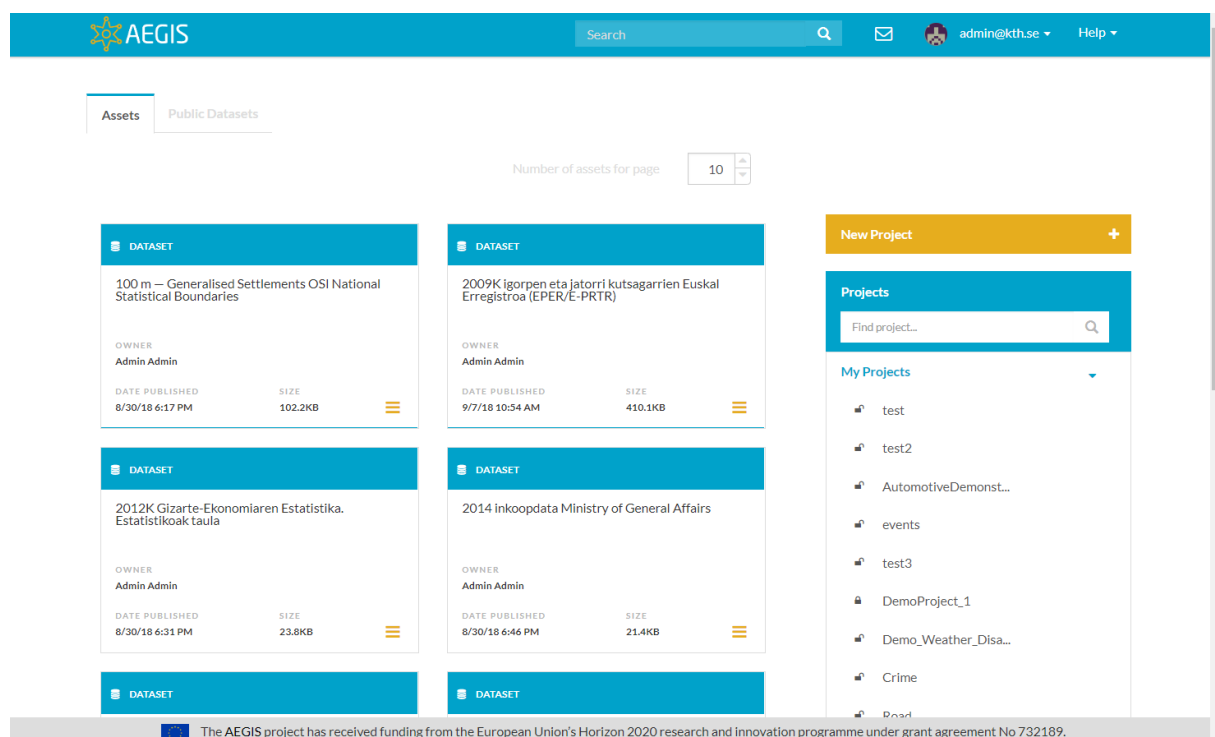 AEGIS
Search
admin@kth.se
Help
Assets
Public Datasets
Number of assets for page
10
DATASET
100 m — Generalised Settlements OSI National
Statistical Boundaries
OWNER
Admin Admin
DATE PUBLISHED SIZE
8/30/18 6:17 PM 102.2KB
DATASET
2009K igorpen eta jatorri kutsagarrien Euskal
Erregistroa (EPER/E-PRTR)
OWNER
Admin Admin
DATE PUBLISHED SIZE
9/7/18 10:54 AM 410.1KB
DATASET
2012K Gizarte-Ekonomiaren Estatistika.
Estatistikoak taula
OWNER
Admin Admin
DATE PUBLISHED SIZE
8/30/18 6:31 PM 23.8KB
DATASET
2014 inkoopdata Ministry of General Affairs
OWNER
Admin Admin
DATE PUBLISHED SIZE
8/30/18 6:46 PM 21.4KB
DATASET
DATASET
New Project
Projects
Find project...
My Projects
test
test2
AutomotiveDemonst...
events
test3
DemoProject_1
Demo_Weather_Disa...
Crime
Road
The AEGIS project has received funding from the European Union's Horizon 2020 research and innovation programme under grant agreement No 732189.